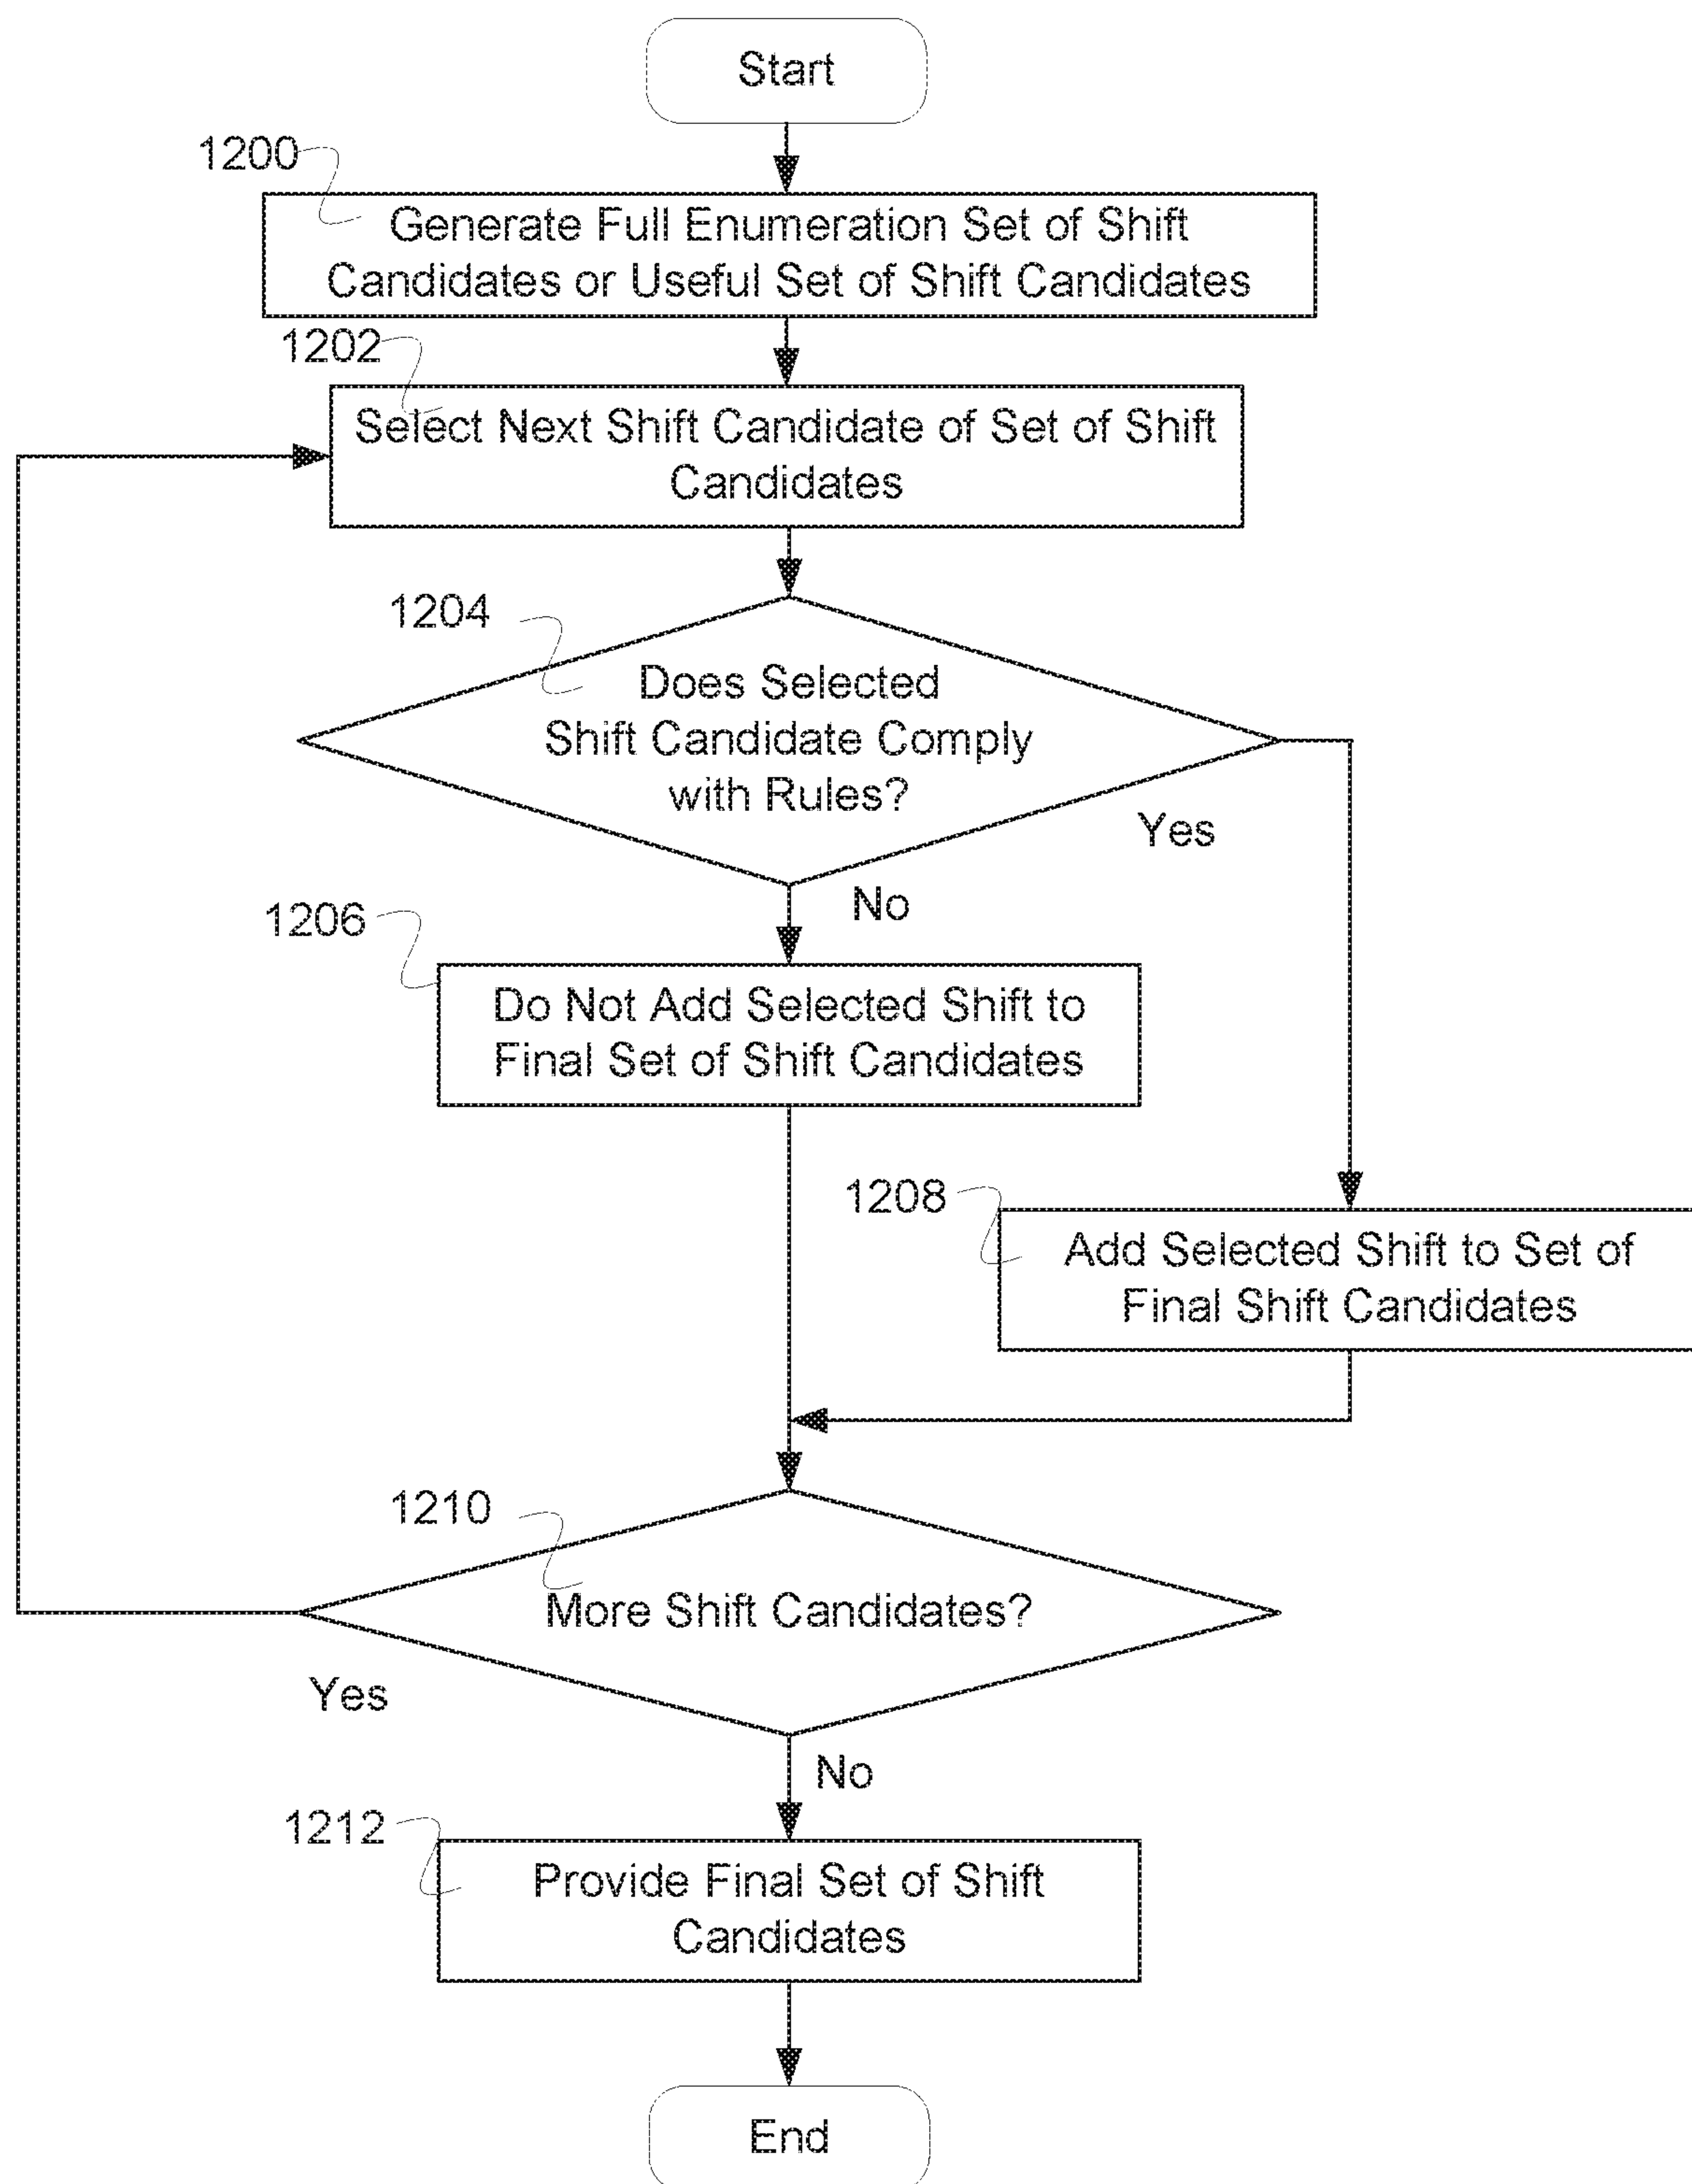 Start
1200
Generate Full Enumeration Set of Shift
Candidates or Useful Set of Shift Candidates
1202
Select Next Shift Candidate of Set of Shift
Candidates
1204
Does Selected
Shift Candidate Comply
with Rules?
Yes
No
1206
Do Not Add Selected Shift to
Final Set of Shift Candidates
1208
Add Selected Shift to Set of
Final Shift Candidates
1210
More Shift Candidates?
Yes
No
1212
Provide Final Set of Shift
Candidates
End